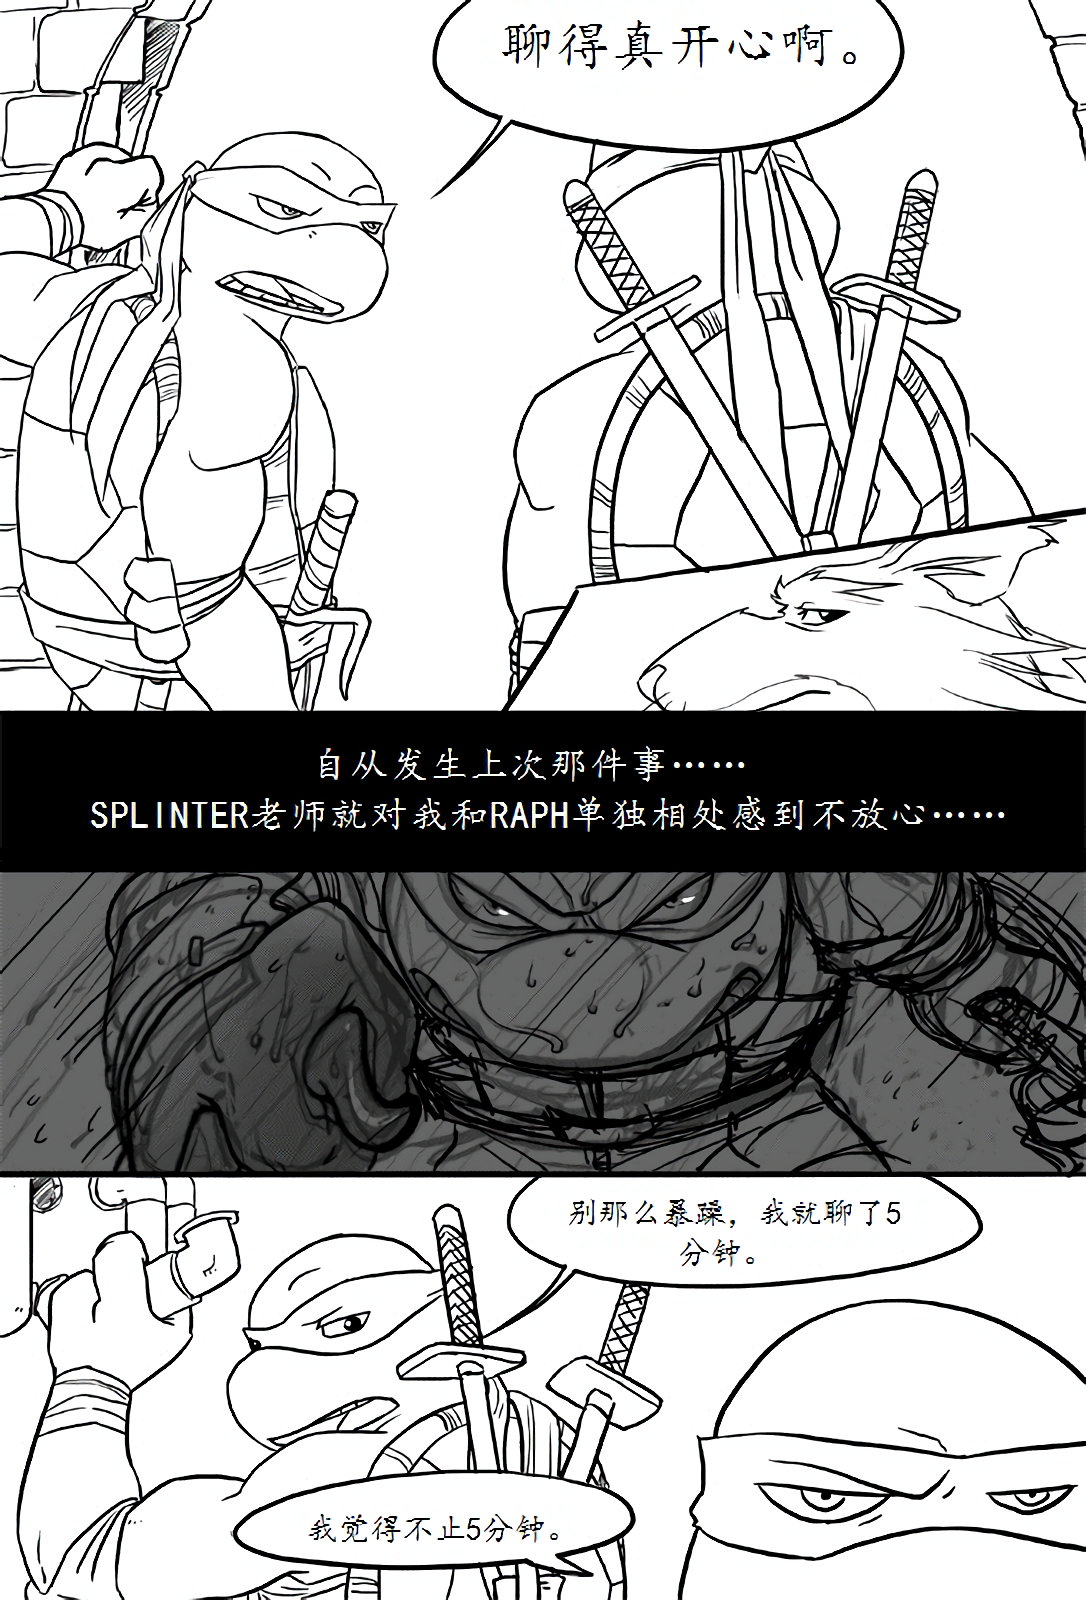 聊得真开心啊。
自从发生上次那件事……
SPLINTER老师就对我和RAPH单独相处感到不放心……
别那么暴躁，我就聊了5
分钟。
我觉得不止5分钟。